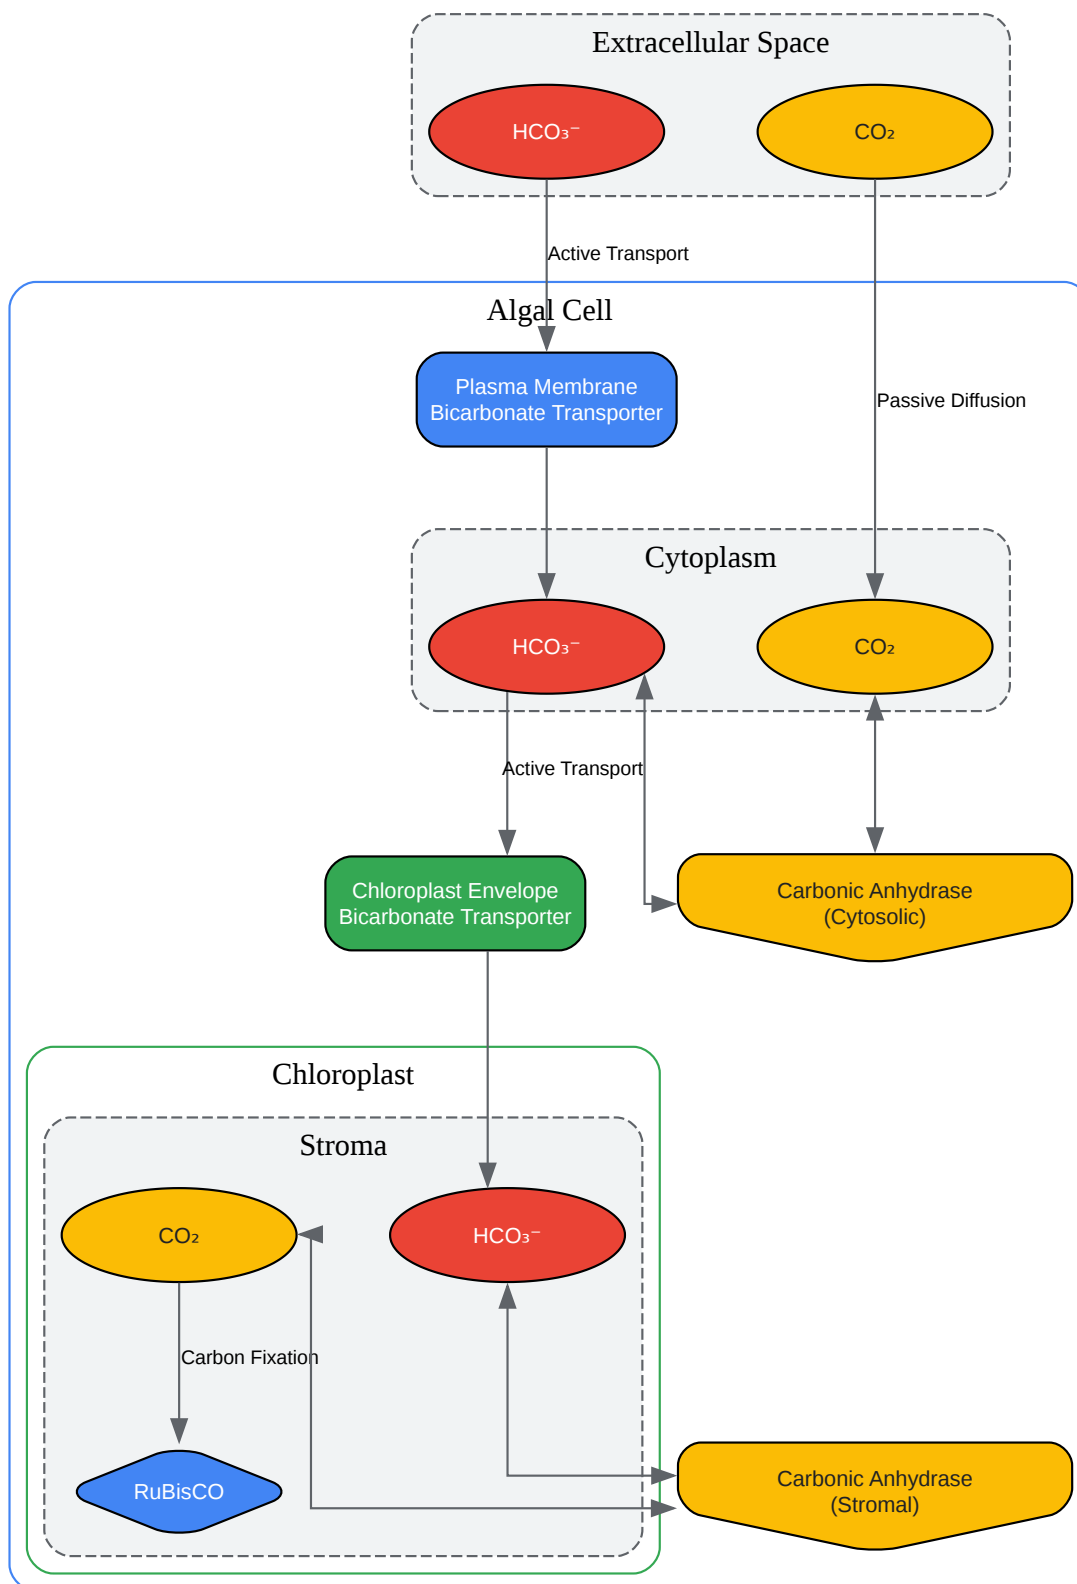 Extracellular Space
HCO₃⁻
CO₂
Active Transport
Algal Cell
Plasma Membrane
Bicarbonate Transporter
Passive Diffusion
Cytoplasm
HCO₃⁻
CO₂
Active Transport
Chloroplast Envelope
Bicarbonate Transporter
Carbonic Anhydrase
(Cytosolic)
Chloroplast
Stroma
CO₂
HCO₃⁻
Carbon Fixation
RuBisCO
Carbonic Anhydrase
(Stromal)